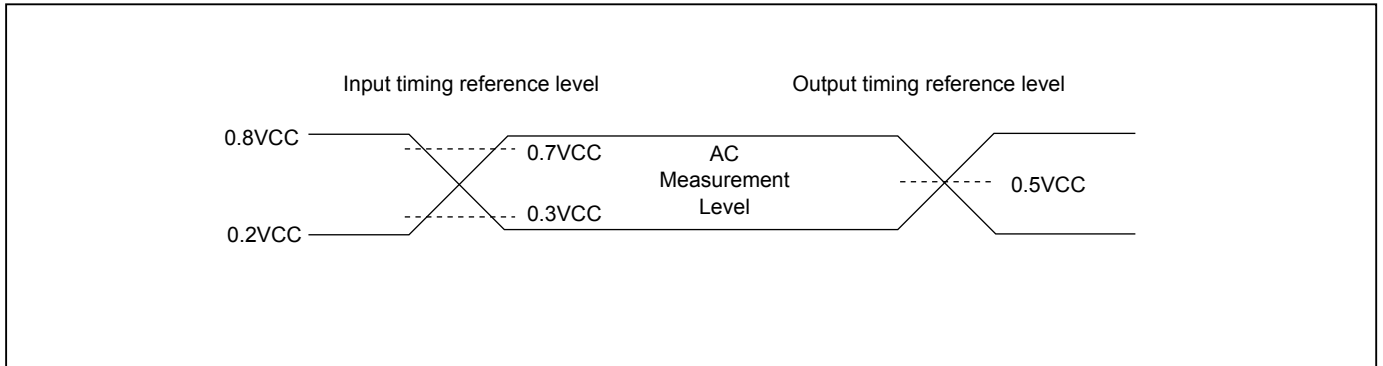 Input timing reference level
Output timing reference level
0.8VCC
0.7VCC
AC
Measurement
Level
0.5VCC
0.3VCC
0.2VCC